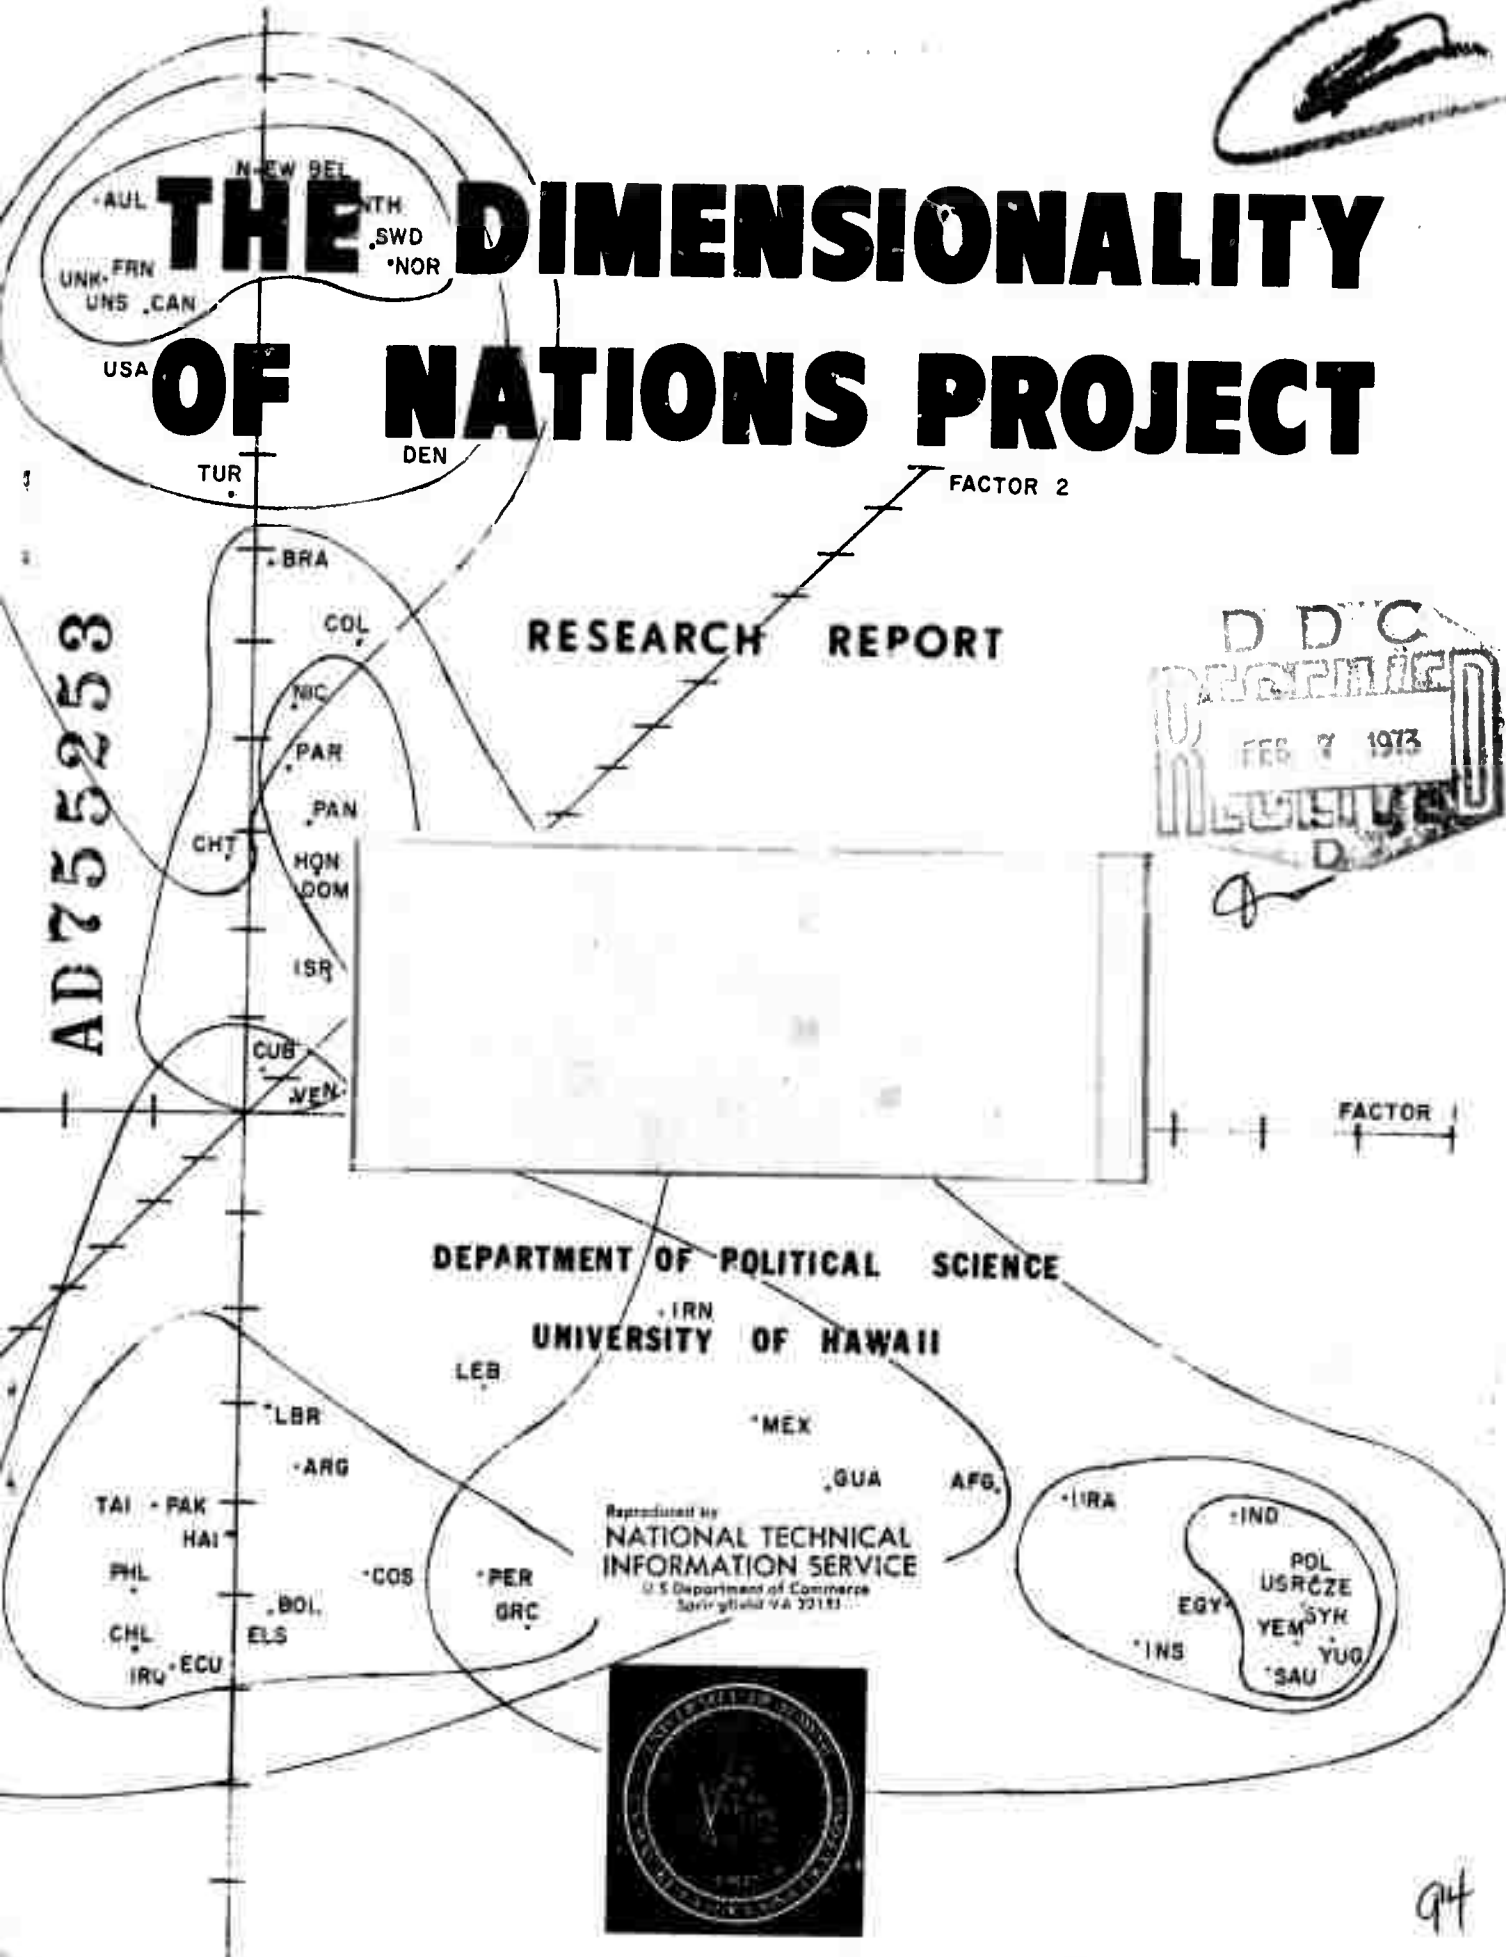 THE DIMENSIONALITY
OF NATIONS PROJECT
N-EW BEL
AUL
NTH
SWD
NOR
UNK FRN
UNS CAN
USA
TUR
DEN
FACTOR 2
BRA
COL
RESEARCH REPORT
NIC
PAR
PAN
CHT
HON
DOM
ISR
CUB
VEN
AD755253
DDC
RECEIVED
FEB 7 1973
FACTOR 1
DEPARTMENT OF POLITICAL SCIENCE
IRN
UNIVERSITY OF HAWAII
LEB
LBR
MEX
ARG
GUA
AFG
TAI PAK
HAI
PHL
COS
PER
GRC
BOL
CHL
ELS
IRQ ECU
IND
POL
USR CZE
EGY
YEM
INS
YUG
SAU
Reproduced by
NATIONAL TECHNICAL
INFORMATION SERVICE
U S Department of Commerce
Springfield VA 22151
94